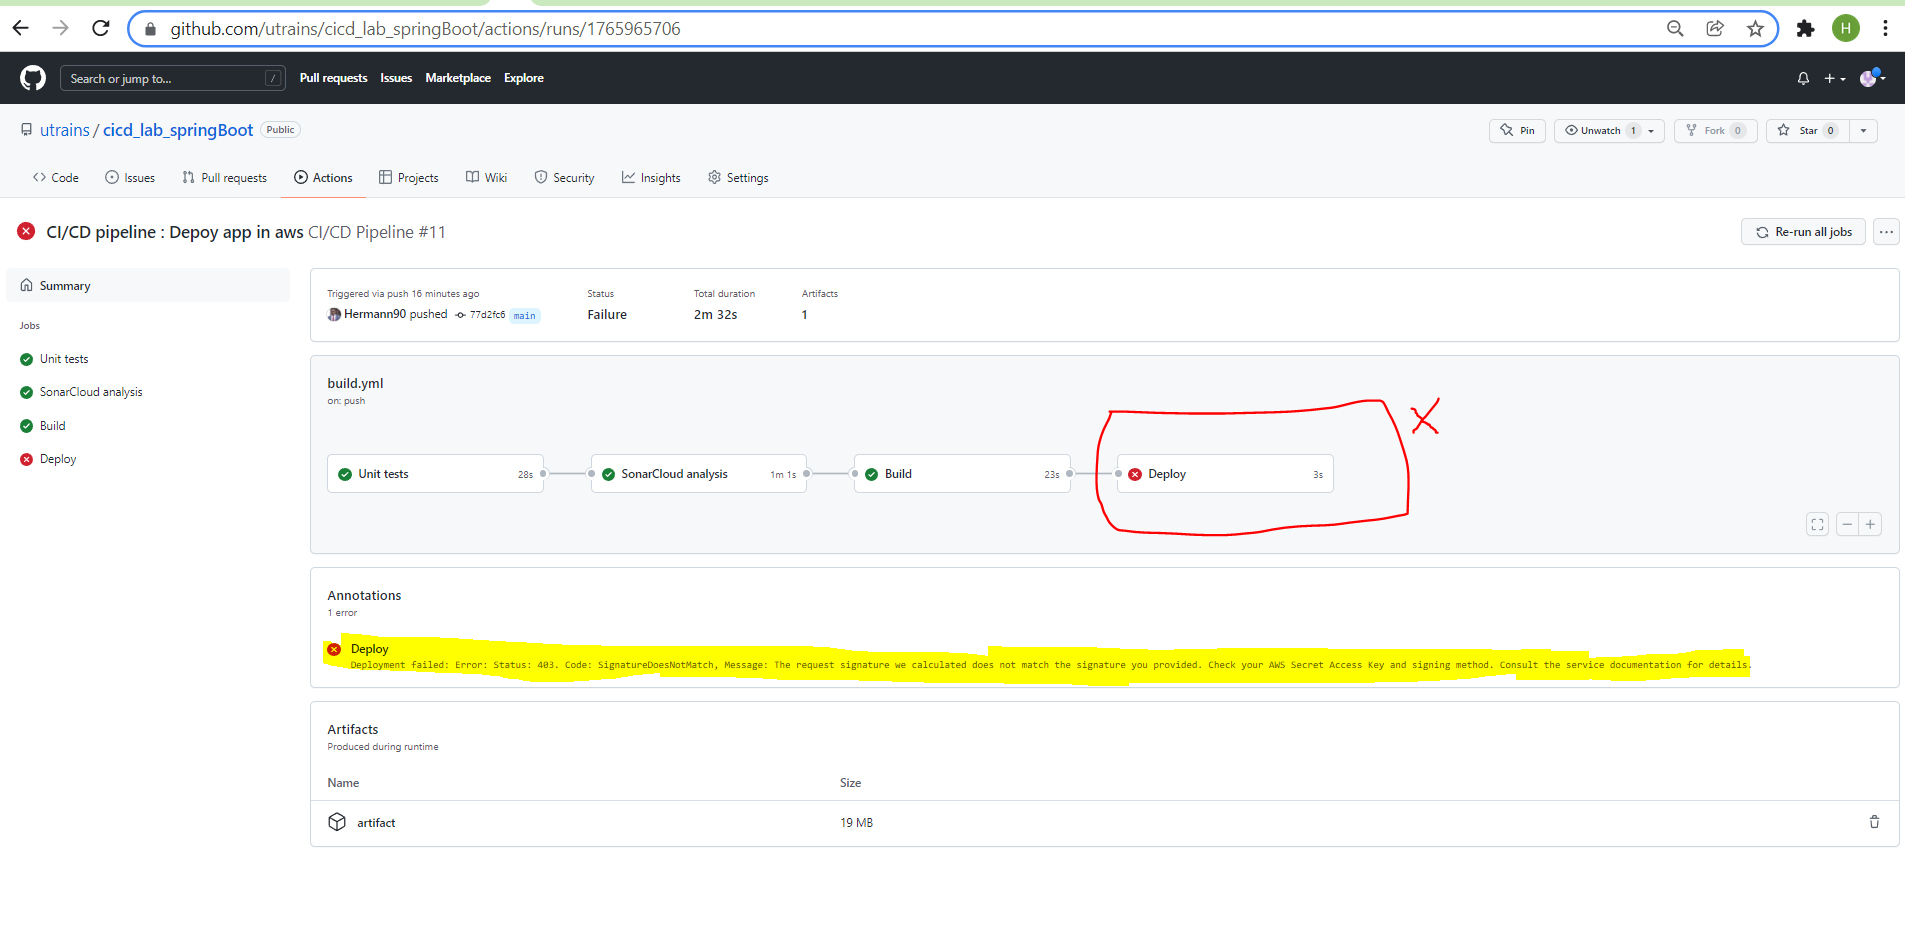 github.com/utrains/cicd_lab_springBoot/actions/runs/1765965706
H
Search or jump to...
/
Pull requests Issues Marketplace Explore
utrains / cicd_lab_springBoot Public
Pin
Unwatch 1
Fork 0
Star 0
Code Issues Pull requests Actions Projects Wiki Security Insights Settings
CI/CD pipeline : Depoy app in aws CI/CD Pipeline #11
Re-run all jobs
Summary
Jobs
Unit tests
SonarCloud analysis
Build
Deploy
Triggered via push 16 minutes ago
Hermann90 pushed 77d2fc6 main
Status
Failure
Total duration
2m 32s
Artifacts
1
build.yml
on: push
Unit tests 28s
SonarCloud analysis 1m 1s
Build 23s
Deploy 3s
X
Annotations
1 error
Deploy
Deployment failed: Error: Status: 403. Code: SignatureDoesNotMatch, Message: The request signature we calculated does not match the signature you provided. Check your AWS Secret Access Key and signing method. Consult the service documentation for details.
Artifacts
Produced during runtime
Name Size
artifact 19 MB